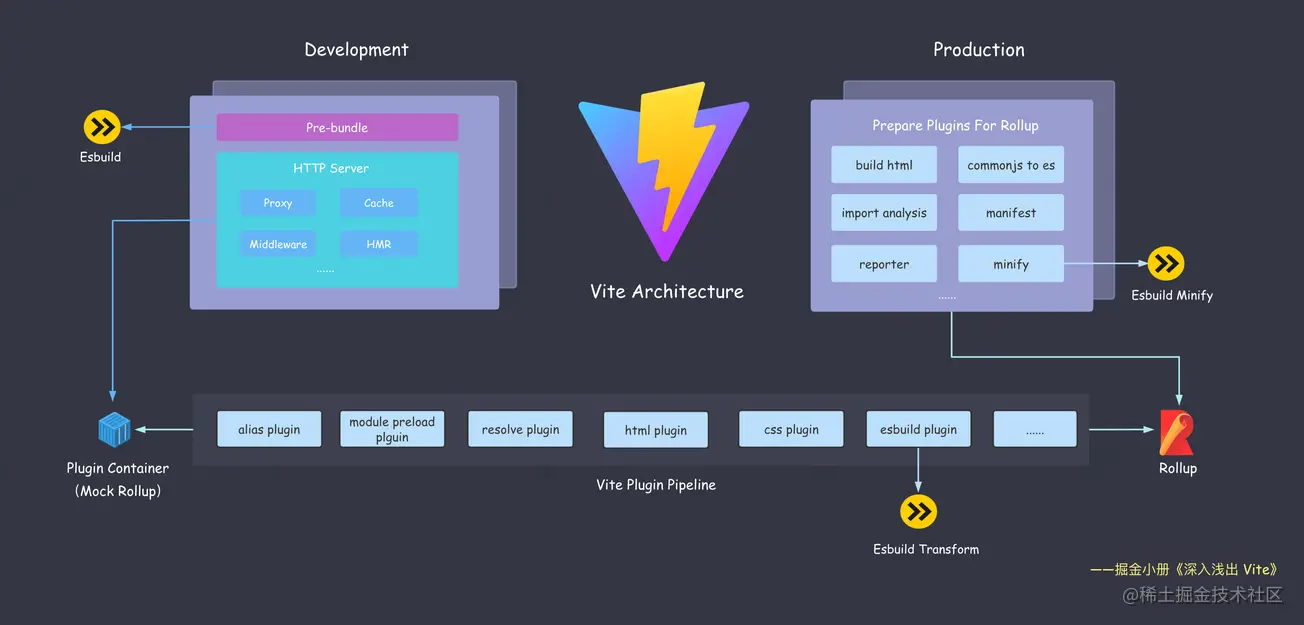 Development
Production
Pre-bundle
HTTP Server
Proxy
Cache
Middleware
HMR
......
Esbuild
Vite Architecture
Prepare Plugins For Rollup
build html
commonjs to es
import analysis
manifest
reporter
minify
......
Esbuild Minify
alias plugin
module preload
plguin
resolve plugin
html plugin
css plugin
esbuild plugin
......
Plugin Container
(Mock Rollup)
Vite Plugin Pipeline
Rollup
Esbuild Transform
——掘金小册《深入浅出 Vite》
@稀土掘金技术社区